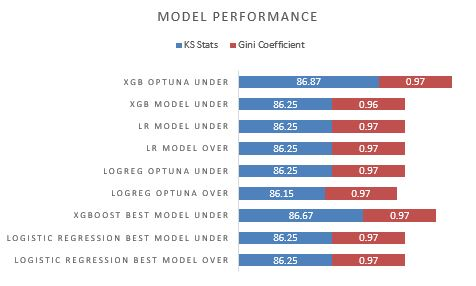 MODEL PERFORMANCE
KS Stats Gini Coefficient
XGB OPTUNA UNDER 86.87 0.97
XGB MODEL UNDER 86.25 0.96
LR MODEL UNDER 86.25 0.97
LR MODEL OVER 86.25 0.97
LOGREG OPTUNA UNDER 86.25 0.97
LOGREG OPTUNA OVER 86.15 0.97
XGBOOST BEST MODEL UNDER 86.67 0.97
LOGISTIC REGRESSION BEST MODEL UNDER 86.25 0.97
LOGISTIC REGRESSION BEST MODEL OVER 86.25 0.97